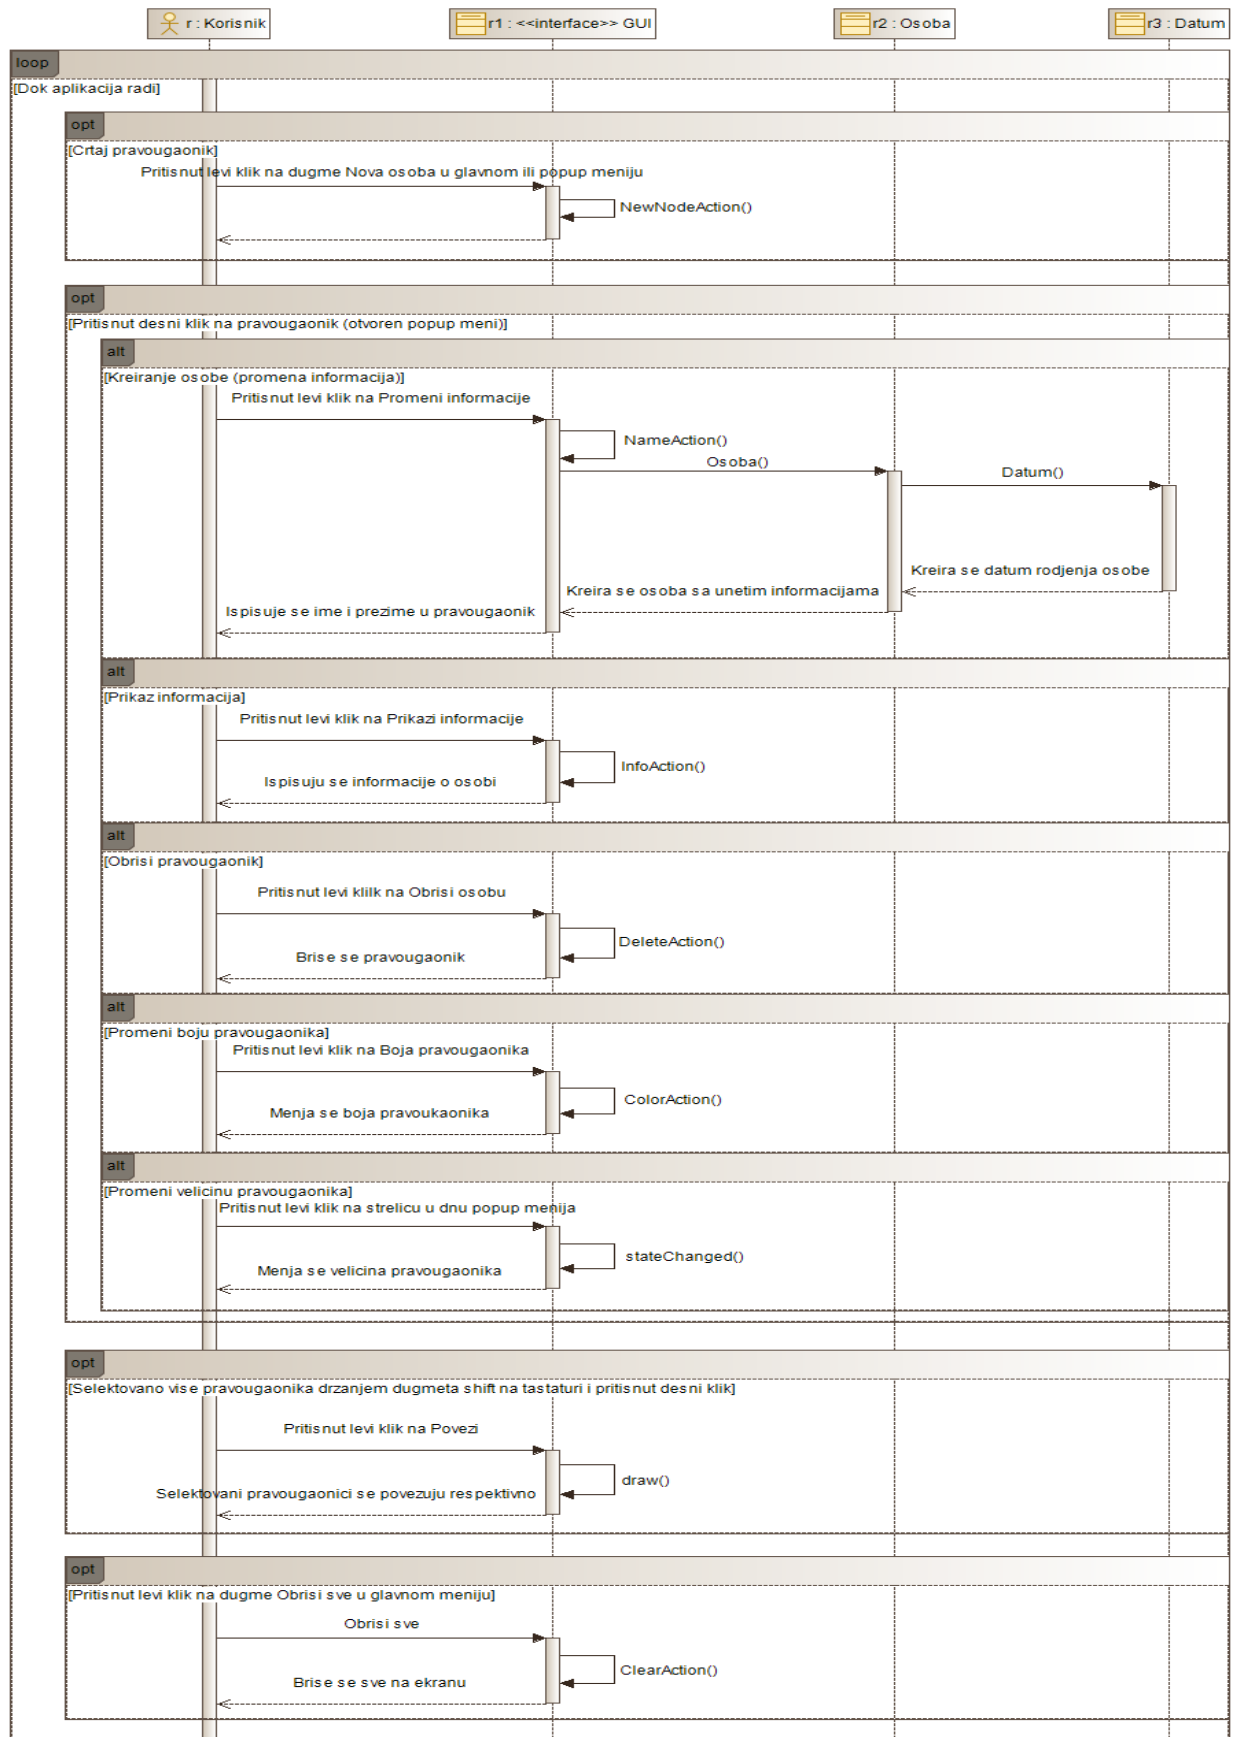 r : Korisnik
r1 : <<interface>> GUI
r2 : Osoba
r3 : Datum
loop
[Dok aplikacija radi]
opt
[Crtaj pravougaonik]
Pritisnut levi klik na dugme Nova osoba u glavnom ili popup meniju
NewNodeAction()
opt
[Pritisnut desni klik na pravougaonik (otvoren popup meni)]
alt
[Kreiranje osobe (promena informacija)]
Pritisnut levi klik na Promeni informacije
NameAction()
Osoba()
Datum()
Kreira se datum rodjenja osobe
Kreira se osoba sa unetim informacijama
Ispisuje se ime i prezime u pravougaonik
alt
[Prikaz informacija]
Pritisnut levi klik na Prikazi informacije
InfoAction()
Ispisuju se informacije o osobi
alt
[Obrisi pravougaonik]
Pritisnut levi klilk na Obrisi osobu
DeleteAction()
Brise se pravougaonik
alt
[Promeni boju pravougaonika]
Pritisnut levi klik na Boja pravougaonika
ColorAction()
Menja se boja pravoukaonika
alt
[Promeni velicinu pravougaonika]
Pritisnut levi klik na strelicu u dnu popup menija
stateChanged()
Menja se velicina pravougaonika
opt
[Selektovano vise pravougaonika drzanjem dugmeta shift na tastaturi i pritisnut desni klik]
Pritisnut levi klik na Povezi
draw()
Selektovani pravougaonici se povezuju respektivno
opt
[Pritisnut levi klik na dugme Obrisi sve u glavnom meniju]
Obrisi sve
ClearAction()
Brise se sve na ekranu